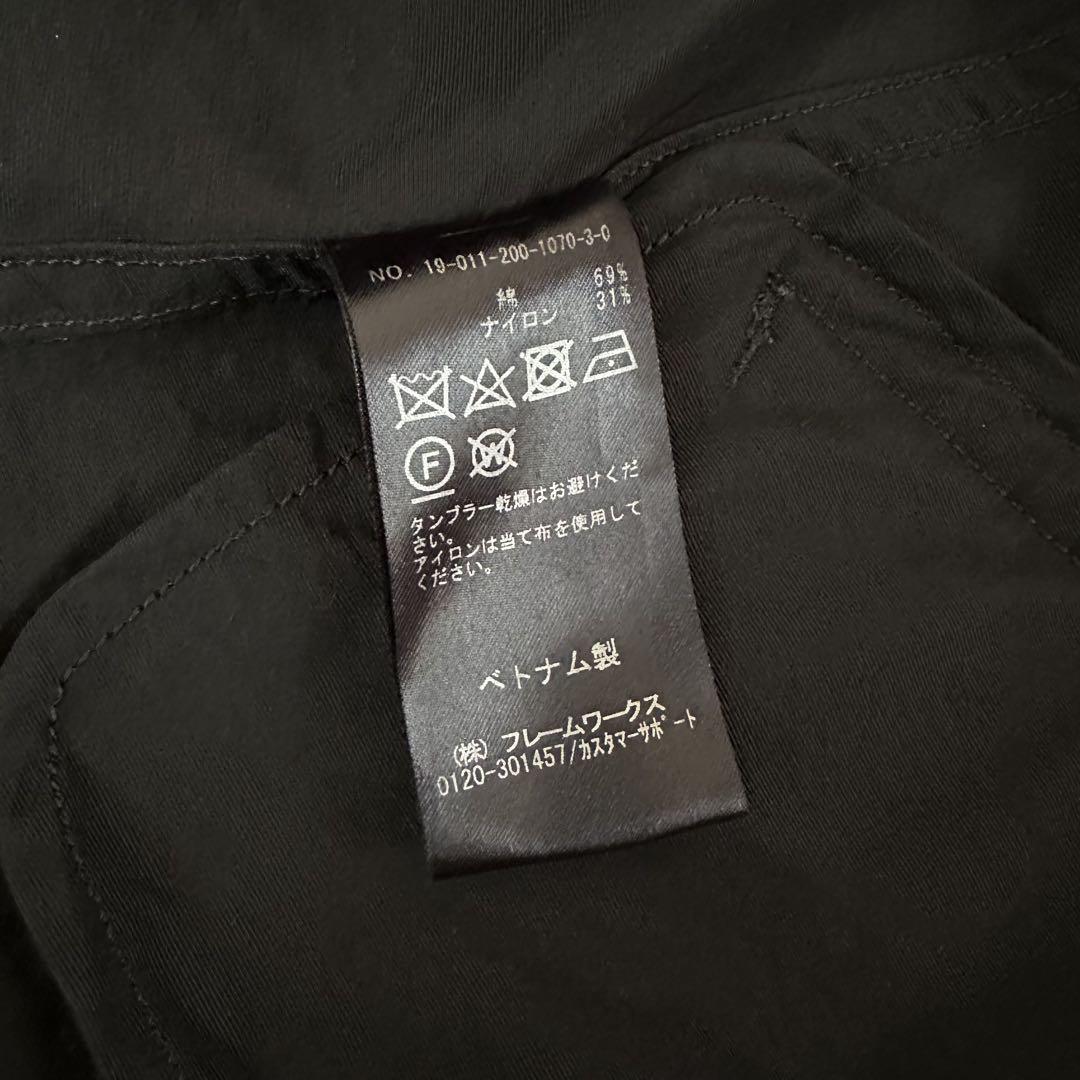 NO. 19-011-200-1070-3-0
綿 69%
ナイロン 31%
F W
タンブラー乾燥はお避けくだ
さい。
アイロンは当て布を使用して
ください。
ベトナム製
(株) フレームワークス
0120-301457/カスタマーサポート